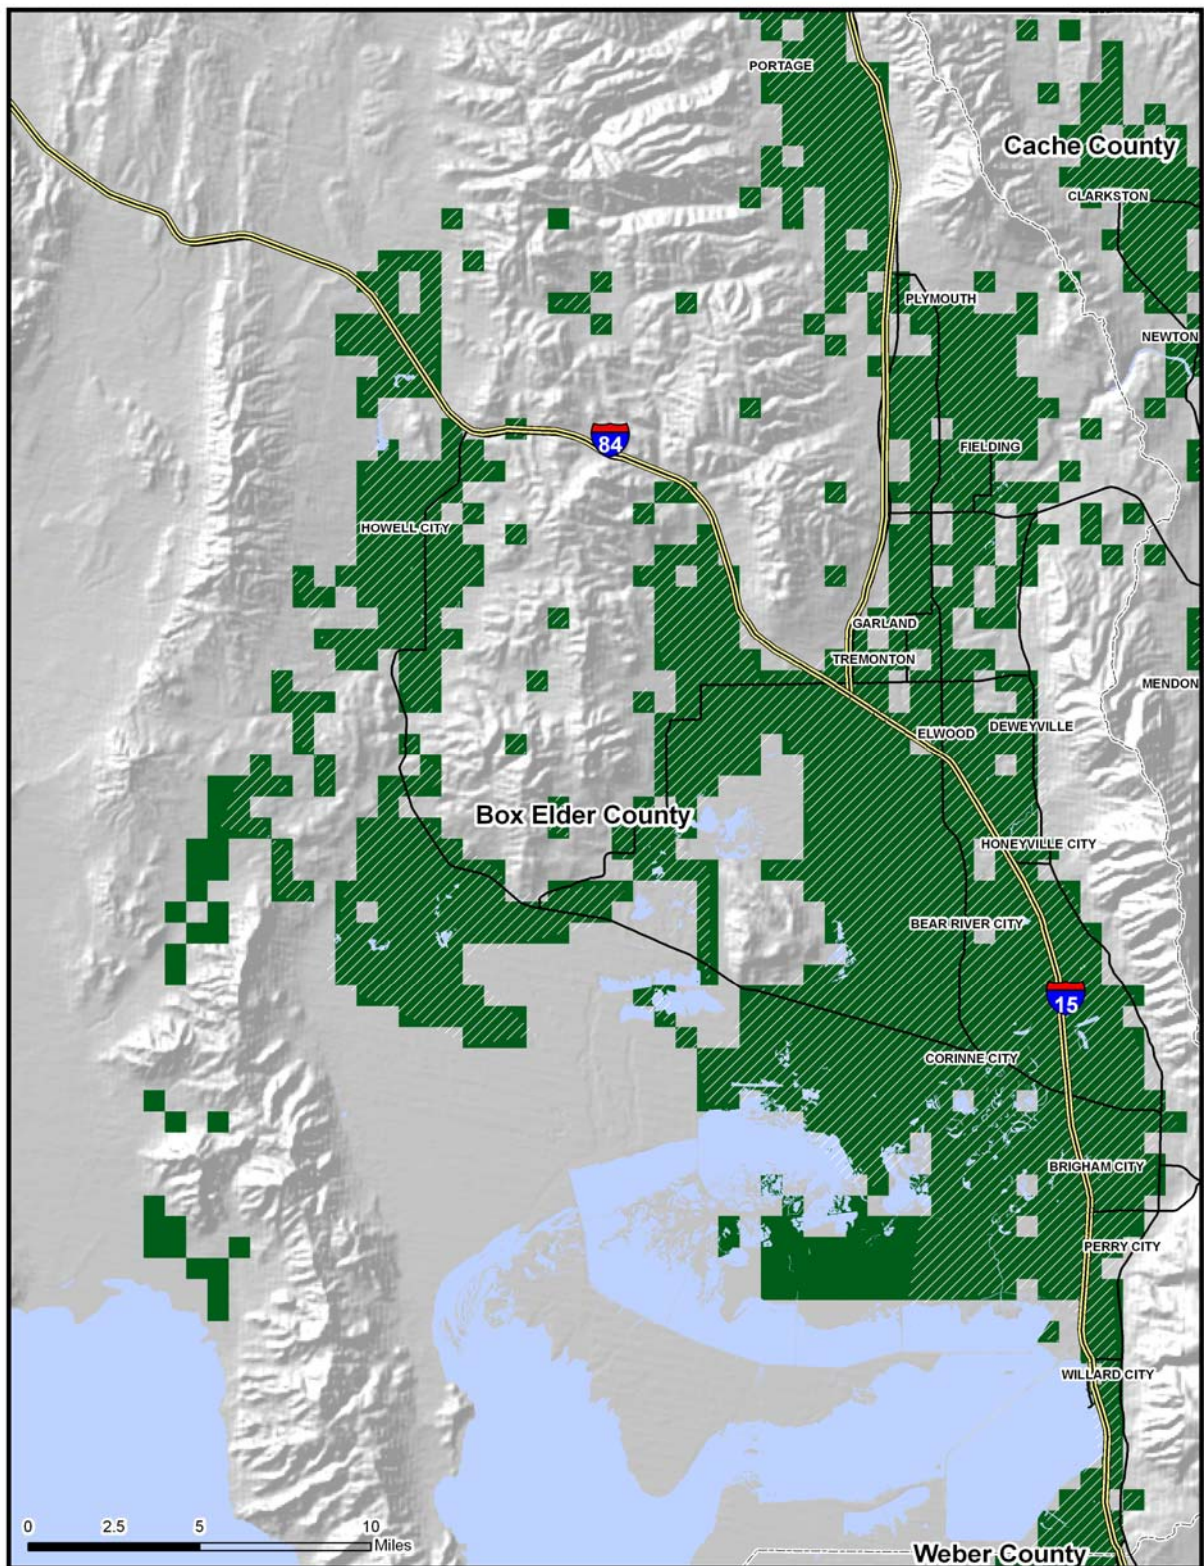 PORTAGE
Cache County
CLARKSTON
PLYMOUTH
NEWTON
84
FIELDING
HOWELL CITY
GARLAND
TREMONTON
MENDON
DEWEYVILLE
ELWOOD
Box Elder County
HONEYVILLE CITY
BEAR RIVER CITY
15
CORINNE CITY
BRIGHAM CITY
PERRY CITY
WILLARD CITY
0 2.5 5 10
Miles
Weber County